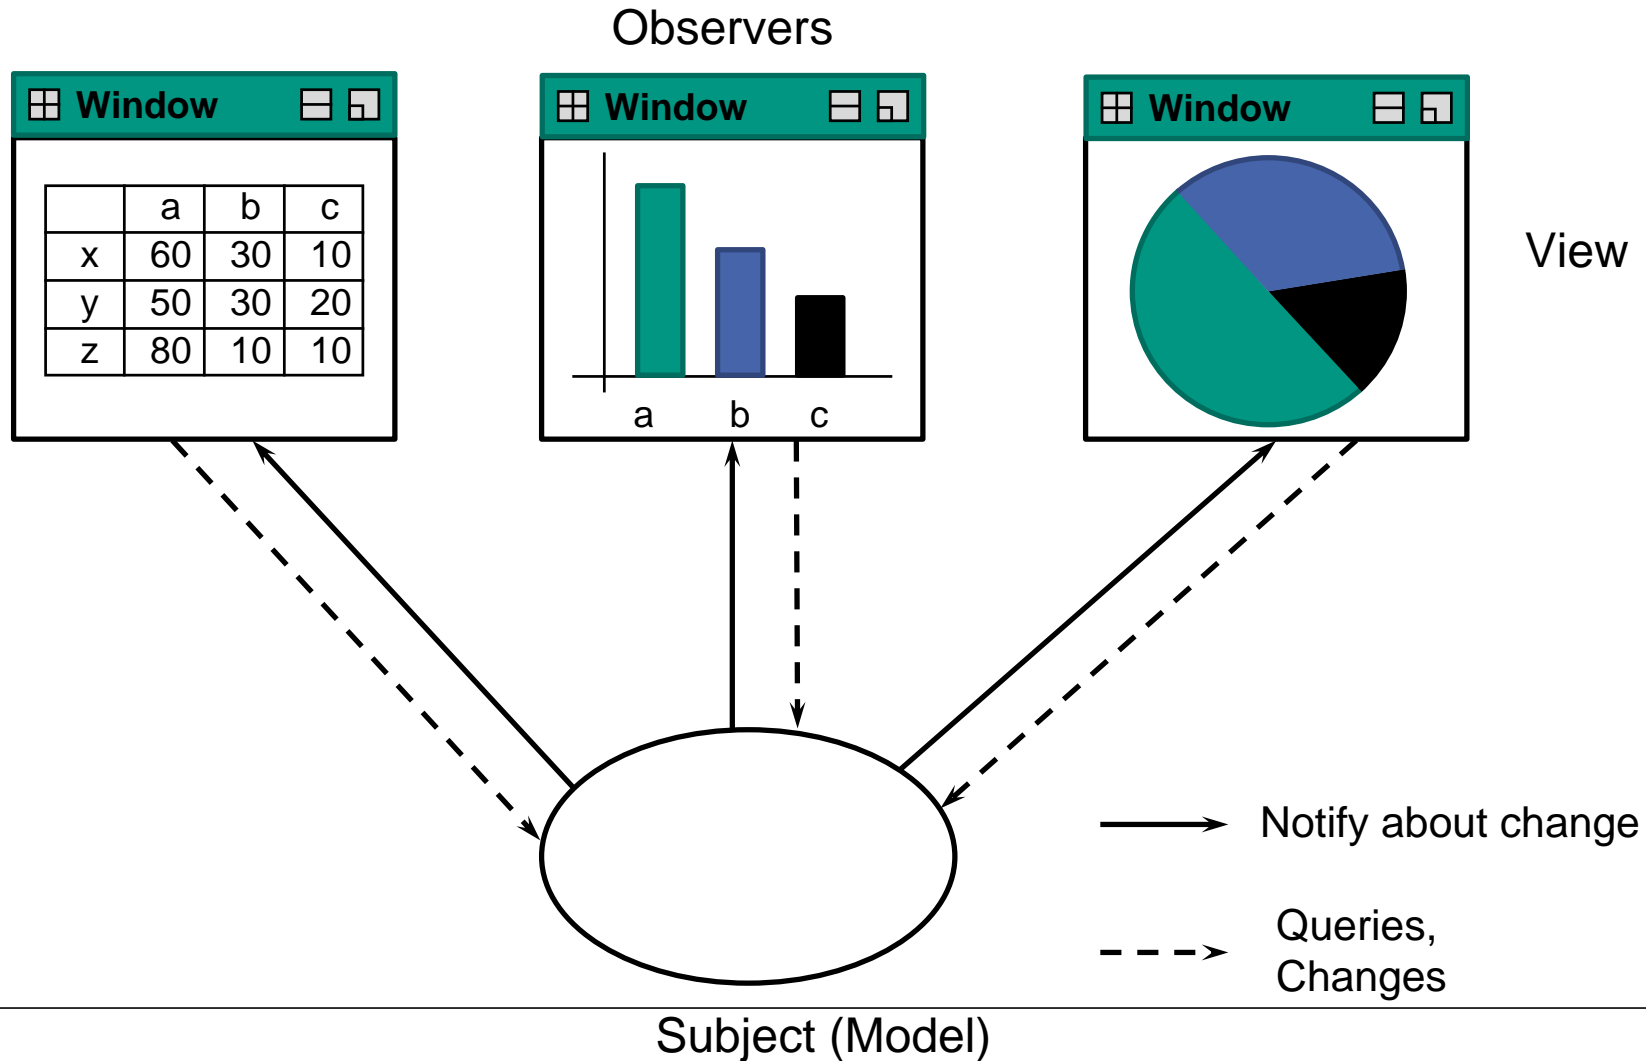 Observers
Window
Window
Window
a b c
x 60 30 10
y 50 30 20
z 80 10 10
a b c
View
Notify about change
Queries,
Changes
Subject (Model)